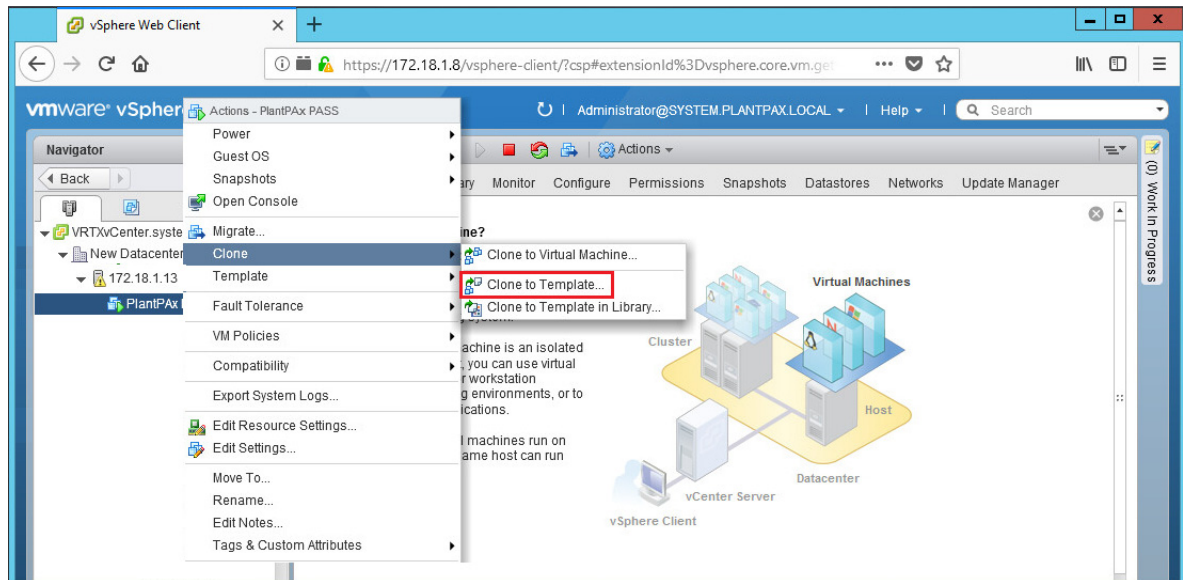 vSphere Web Client
https://172.18.1.8/vsphere-client/?csp#extensionId%3Dvsphere.core.vm.get
vmware® vSpher
Administrator@SYSTEM.PLANTPAX.LOCAL
Help
Search
Actions - PlantPAx PASS
Navigator
Actions
Back
Monitor Configure Permissions Snapshots Datastores Networks Update Manager
(0) Work In Progress
VRTXvCenter.syste
New Datacenter
172.18.1.13
PlantPAx
Power
Guest OS
Snapshots
Open Console
Migrate...
Clone
Template
Fault Tolerance
VM Policies
Compatibility
Export System Logs...
Edit Resource Settings...
Edit Settings...
Move To...
Rename...
Edit Notes...
Tags & Custom Attributes
Clone to Virtual Machine...
Clone to Template...
Clone to Template in Library...
ine?
achine is an isolated
, you can use virtual
r workstation
g environments, or to
ications.
l machines run on
ame host can run
Virtual Machines
Cluster
Host
Datacenter
vCenter Server
vSphere Client